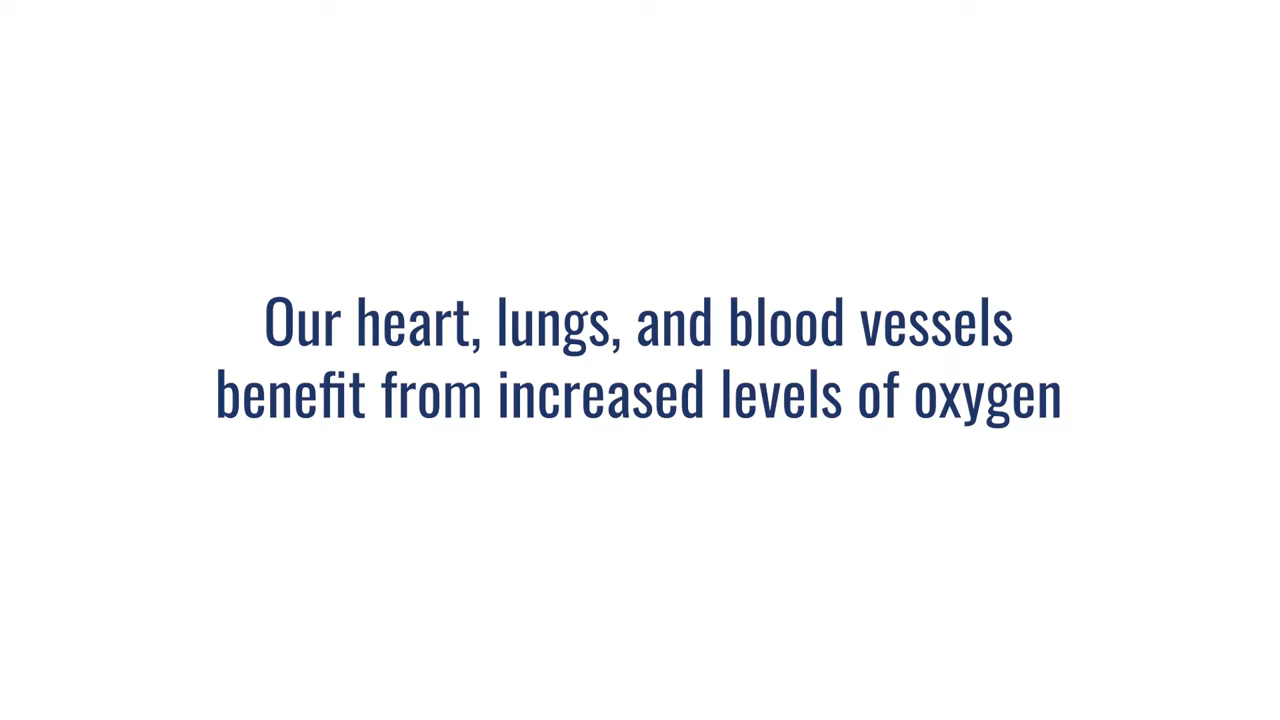 Our heart, lungs, and blood vessels
benefit from increased levels of oxygen